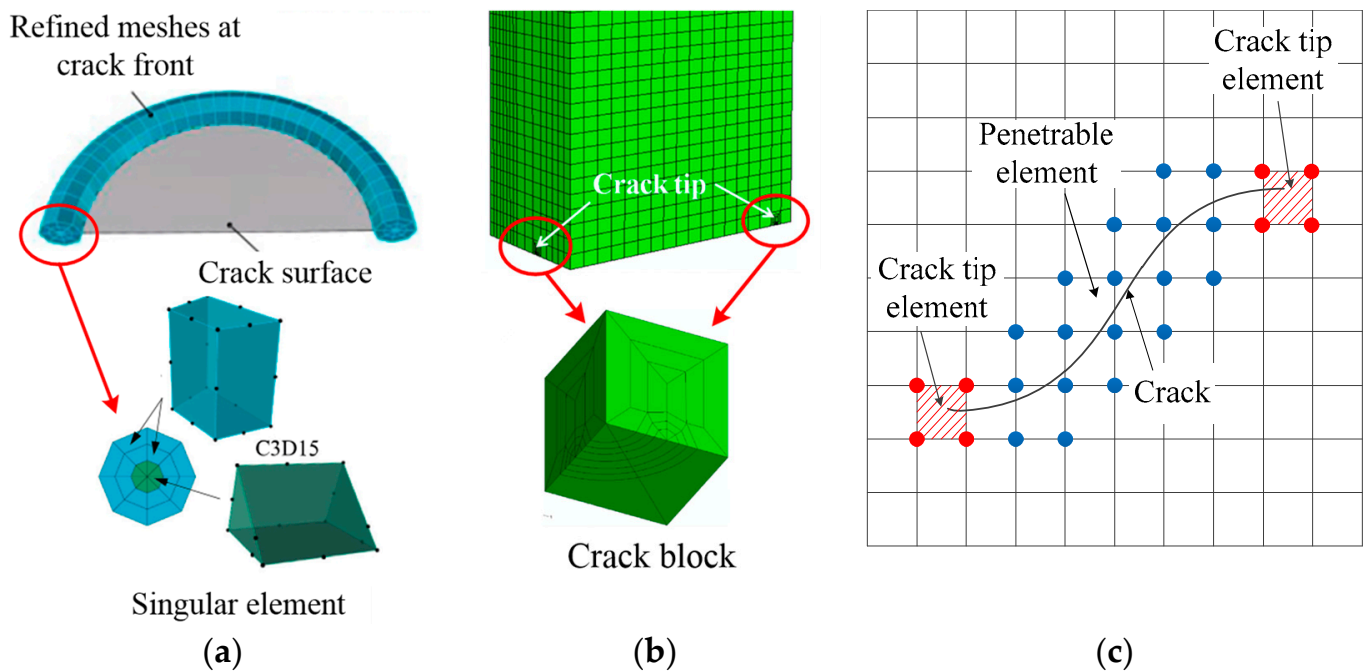 Refined meshes at
crack front
Crack surface
C3D15
Singular element
(a)
Crack tip
Crack block
(b)
Crack tip
element
Penetrable
element
Crack tip
element
Crack
(c)